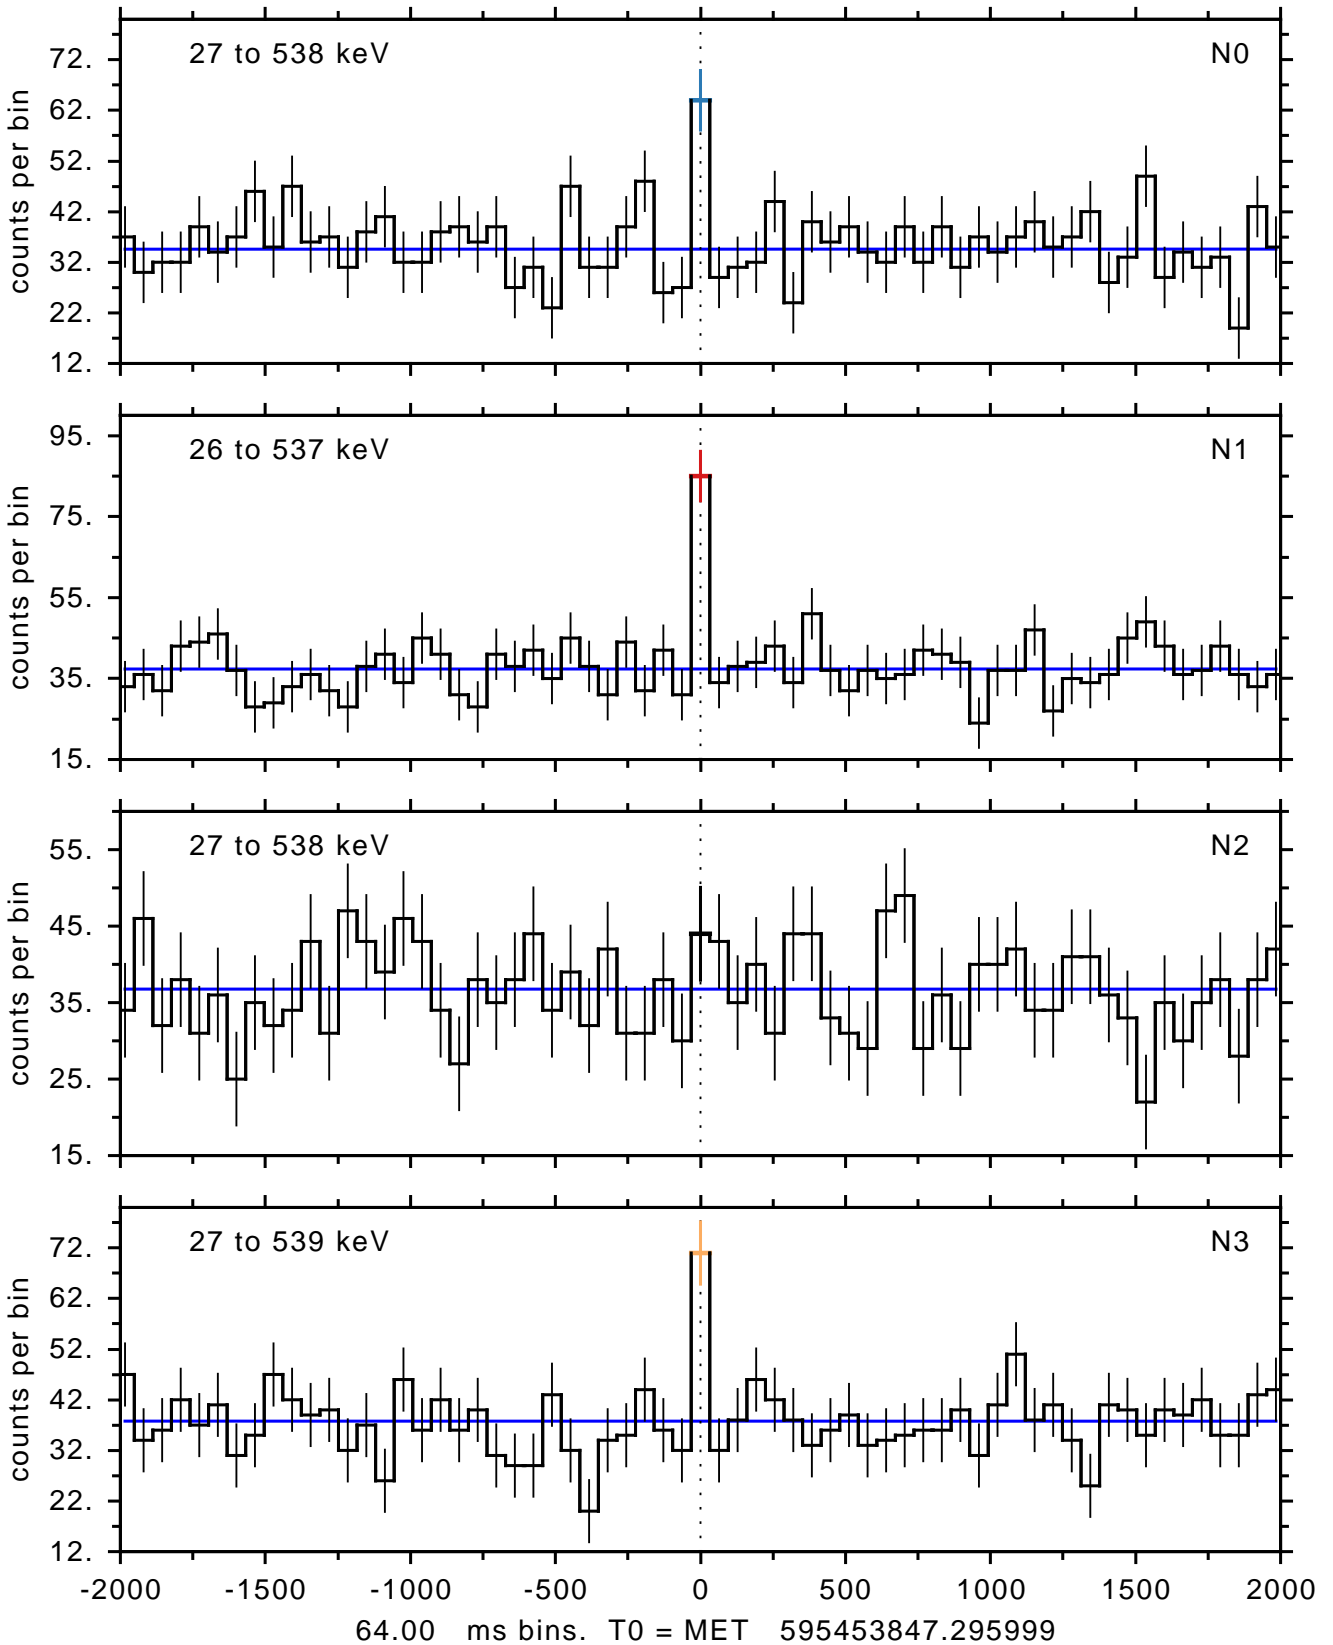 27 to 538 keV N0
72.
62.
52.
42.
32.
22.
12.
counts per bin
26 to 537 keV N1
95.
75.
55.
35.
15.
counts per bin
27 to 538 keV N2
55.
45.
35.
25.
15.
counts per bin
27 to 539 keV N3
72.
62.
52.
42.
32.
22.
12.
counts per bin
-2000 -1500 -1000 -500 0 500 1000 1500 2000
64.00 ms bins. T0 = MET 595453847.295999